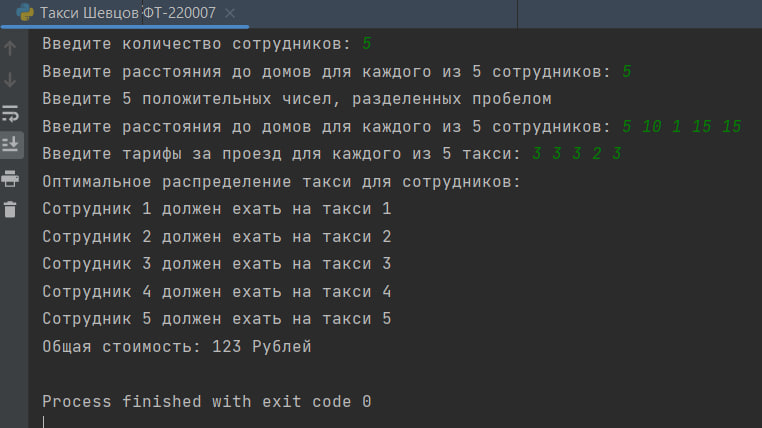 Такси Шевцов ФТ-220007
Введите количество сотрудников: 5
Введите расстояния до домов для каждого из 5 сотрудников: 5
Введите 5 положительных чисел, разделенных пробелом
Введите расстояния до домов для каждого из 5 сотрудников: 5 10 1 15 15
Введите тарифы за проезд для каждого из 5 такси: 3 3 3 2 3
Оптимальное распределение такси для сотрудников:
Сотрудник 1 должен ехать на такси 1
Сотрудник 2 должен ехать на такси 2
Сотрудник 3 должен ехать на такси 3
Сотрудник 4 должен ехать на такси 4
Сотрудник 5 должен ехать на такси 5
Общая стоимость: 123 Рублей
Process finished with exit code 0